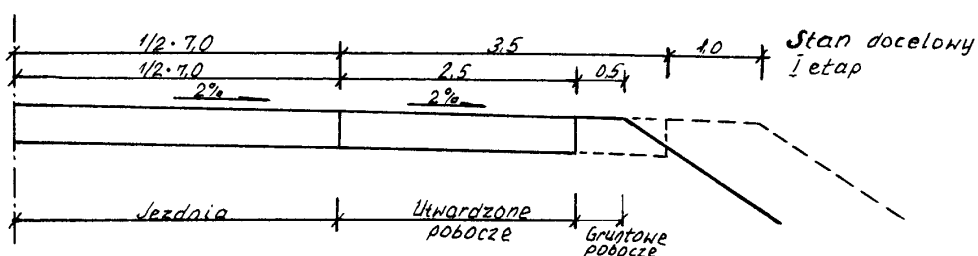 1/2·7,0 3,5 1,0 Stan docelowy
1/2·7,0 2,5 0,5 I etap
2% 2%
Jezdnia Utwardzone pobocze Gruntowe pobocze